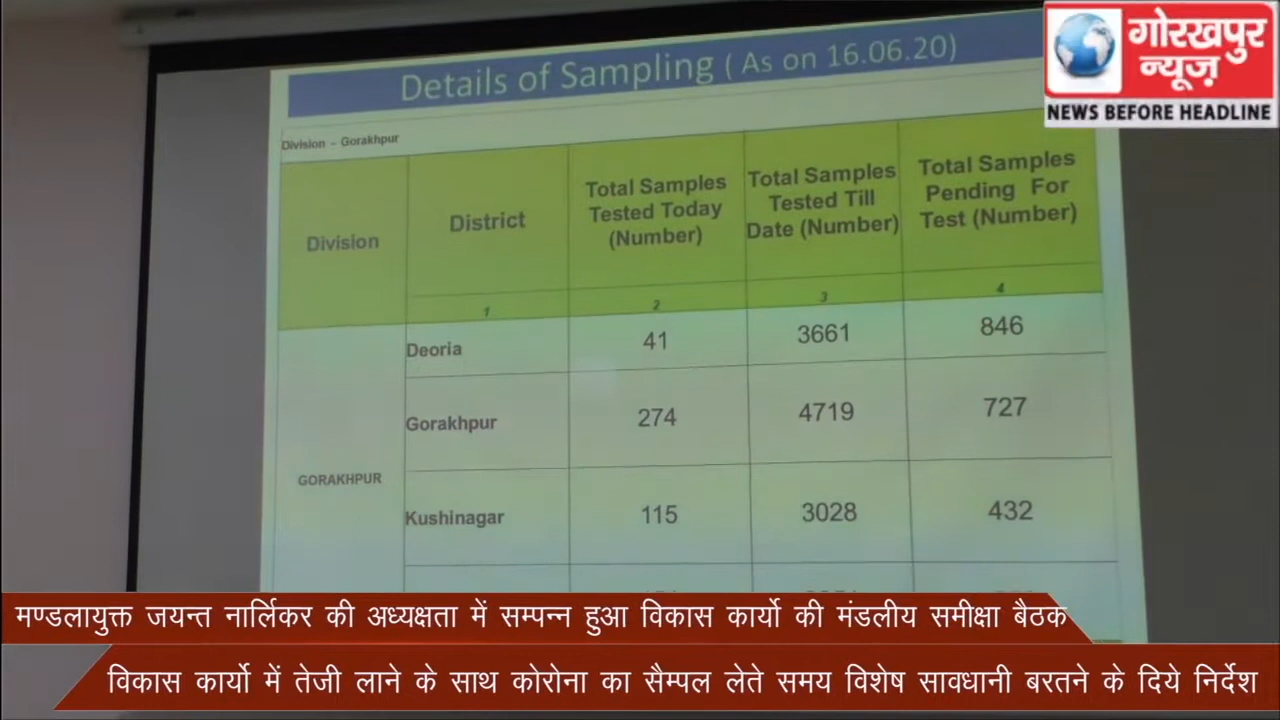 गोरखपुर
न्यूज़
NEWS BEFORE HEADLINE
Details of Sampling ( As on 16.06.20)
Division - Gorakhpur
Division
District
Total Samples
Tested Today
(Number)
Total Samples
Tested Till
Date (Number)
Total Samples
Pending For
Test (Number)
1
2
3
4
GORAKHPUR
Deoria 41 3661 846
Gorakhpur 274 4719 727
Kushinagar 115 3028 432
मण्डलायुक्त जयन्त नार्लिकर की अध्यक्षता में सम्पन्न हुआ विकास कार्यो की मंडलीय समीक्षा बैठक
विकास कार्यो में तेजी लाने के साथ कोरोना का सैम्पल लेते समय विशेष सावधानी बरतने के दिये निर्देश